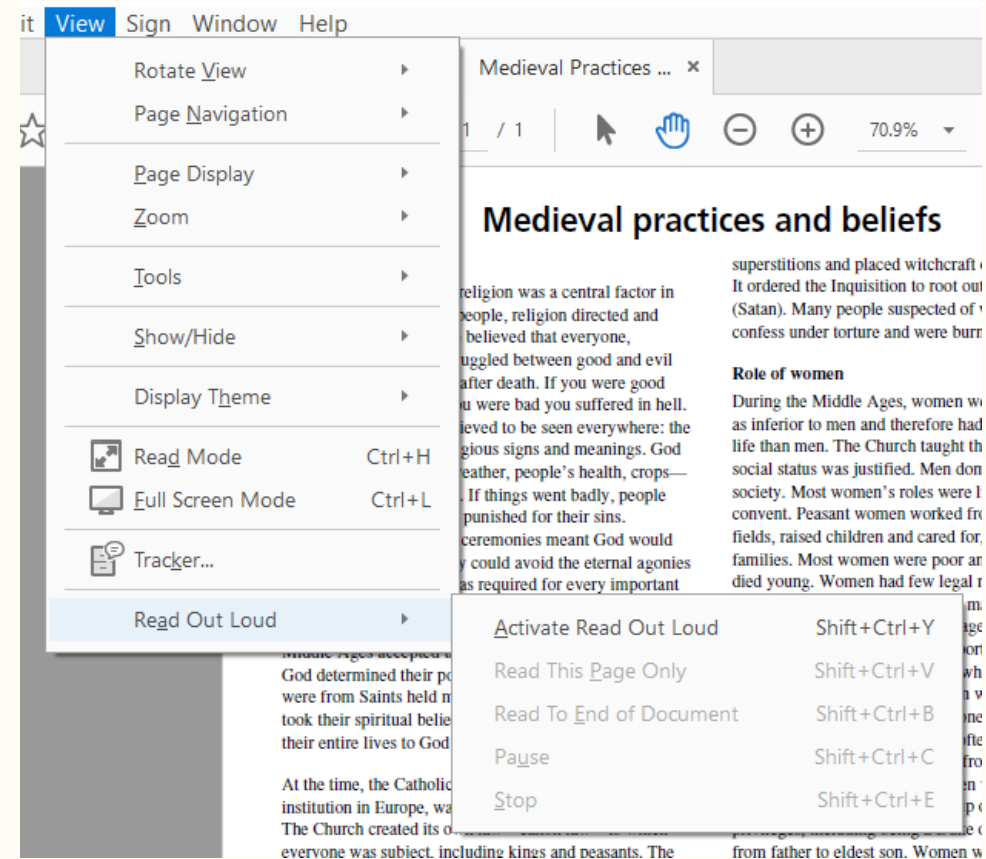 it View Sign Window Help
Medieval Practices ... ×
1 / 1 70.9%
Rotate View
Page Navigation
Page Display
Zoom
Tools
Show/Hide
Display Theme
Read Mode Ctrl+H
Full Screen Mode Ctrl+L
Tracker...
Read Out Loud
Activate Read Out Loud Shift+Ctrl+Y
Read This Page Only Shift+Ctrl+V
Read To End of Document Shift+Ctrl+B
Pause Shift+Ctrl+C
Stop Shift+Ctrl+E
Medieval practices and beliefs
religion was a central factor in
people, religion directed and
believed that everyone,
uggled between good and evil
after death. If you were good
u were bad you suffered in hell.
ieved to be seen everywhere: the
gious signs and meanings. God
eather, people's health, crops—
. If things went badly, people
punished for their sins.
ceremonies meant God would
y could avoid the eternal agonies
as required for every important
Middle Ages accepted
God determined their po
were from Saints held m
took their spiritual belie
their entire lives to God
At the time, the Catholic
institution in Europe, wa
The Church created its o
everyone was subject, including kings and peasants. The
superstitions and placed witchcraft
It ordered the Inquisition to root out
(Satan). Many people suspected of
confess under torture and were burn
Role of women
During the Middle Ages, women we
as inferior to men and therefore had
life than men. The Church taught th
social status was justified. Men dom
society. Most women's roles were li
convent. Peasant women worked fro
fields, raised children and cared for,
families. Most women were poor an
died young. Women had few legal r
from father to eldest son. Women w